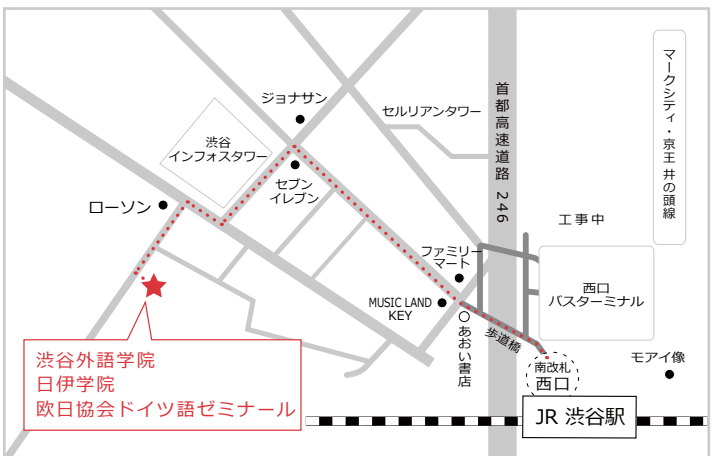 ジョナサン
セルリアンタワー
首都高速道路 246
マークシティ・京王 井の頭線
渋谷
インフォスタワー
セブン
イレブン
ローソン
工事中
ファミリー
マート
西口
バスターミナル
MUSIC LAND
KEY
あおい書店
歩道橋
南改札
西口
モアイ像
渋谷外語学院
日伊学院
欧日協会ドイツ語ゼミナール
JR 渋谷駅